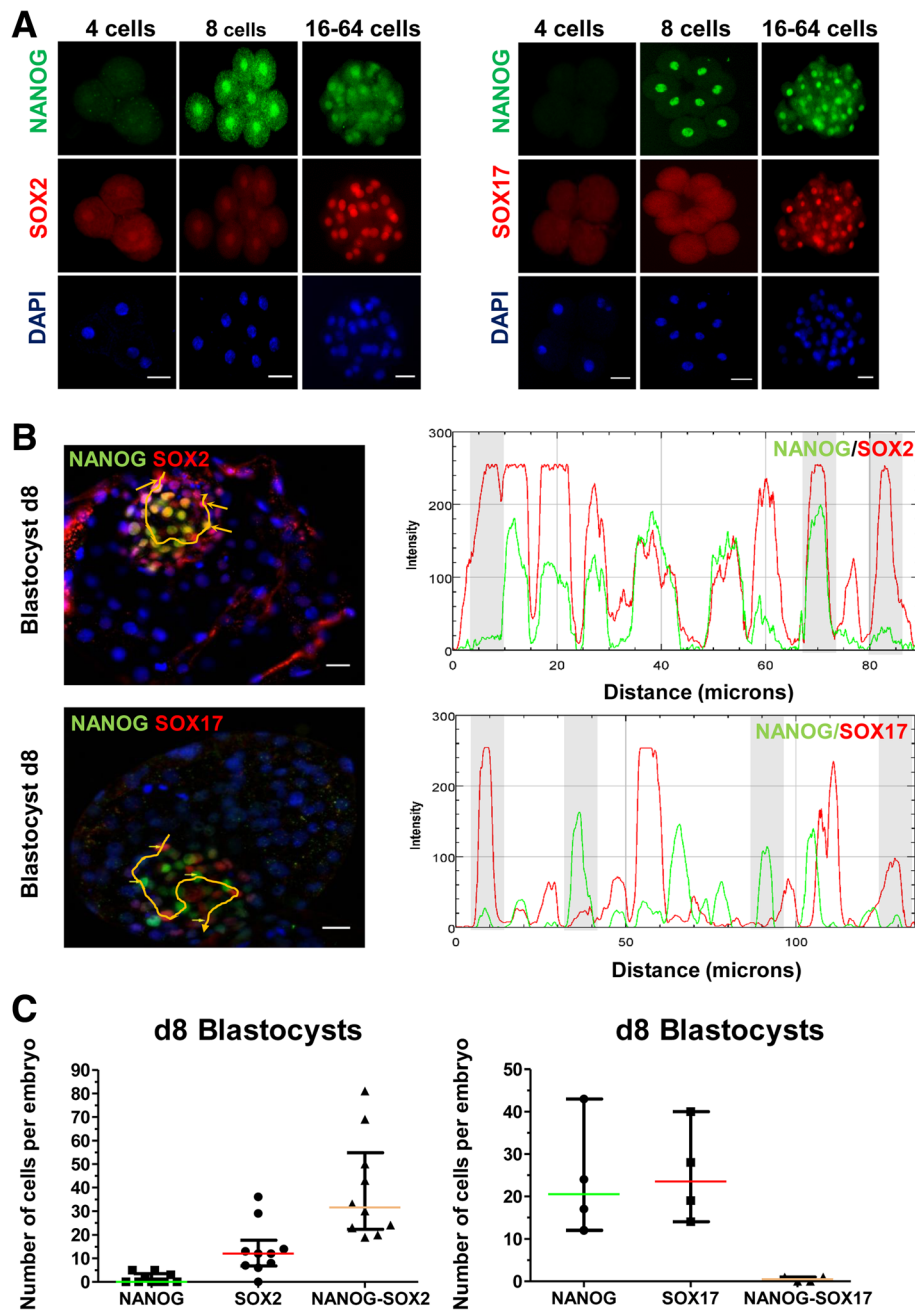 A
4 cells 8 cells 16-64 cells
NANOG
SOX2
DAPI
4 cells 8 cells 16-64 cells
NANOG
SOX17
DAPI
B
NANOG SOX2
Blastocyst d8
300
200
100
0
Intensity
NANOG/SOX2
0 20 40 60 80
Distance (microns)
NANOG SOX17
Blastocyst d8
300
200
100
0
Intensity
NANOG/SOX17
0 50 100
Distance (microns)
C
d8 Blastocysts
Number of cells per embryo
90
80
70
60
50
40
30
20
10
0
NANOG SOX2 NANOG-SOX2
d8 Blastocysts
Number of cells per embryo
50
40
30
20
10
0
NANOG SOX17 NANOG-SOX17